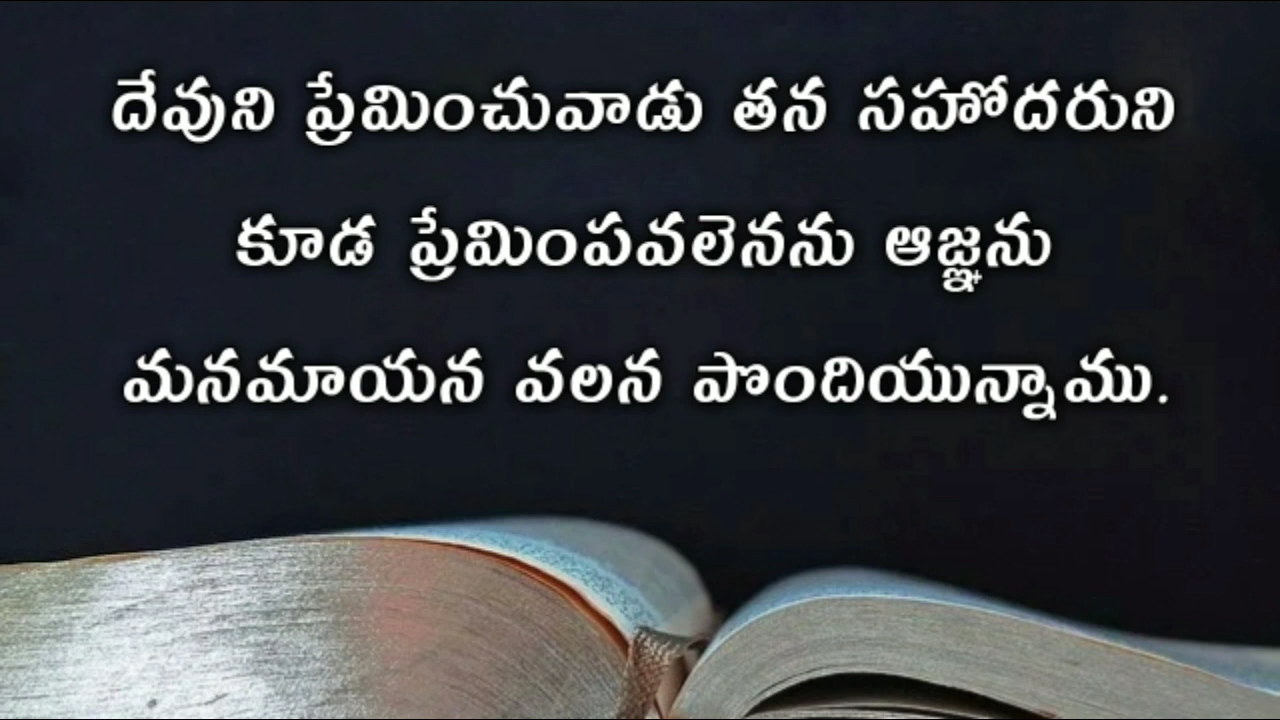 దేవుని ప్రేమించువాడు తన సహోదరుని
కూడ ప్రేమింపవలెనను ఆజ్ఞను
మనమాయన వలన పొందియున్నాము.